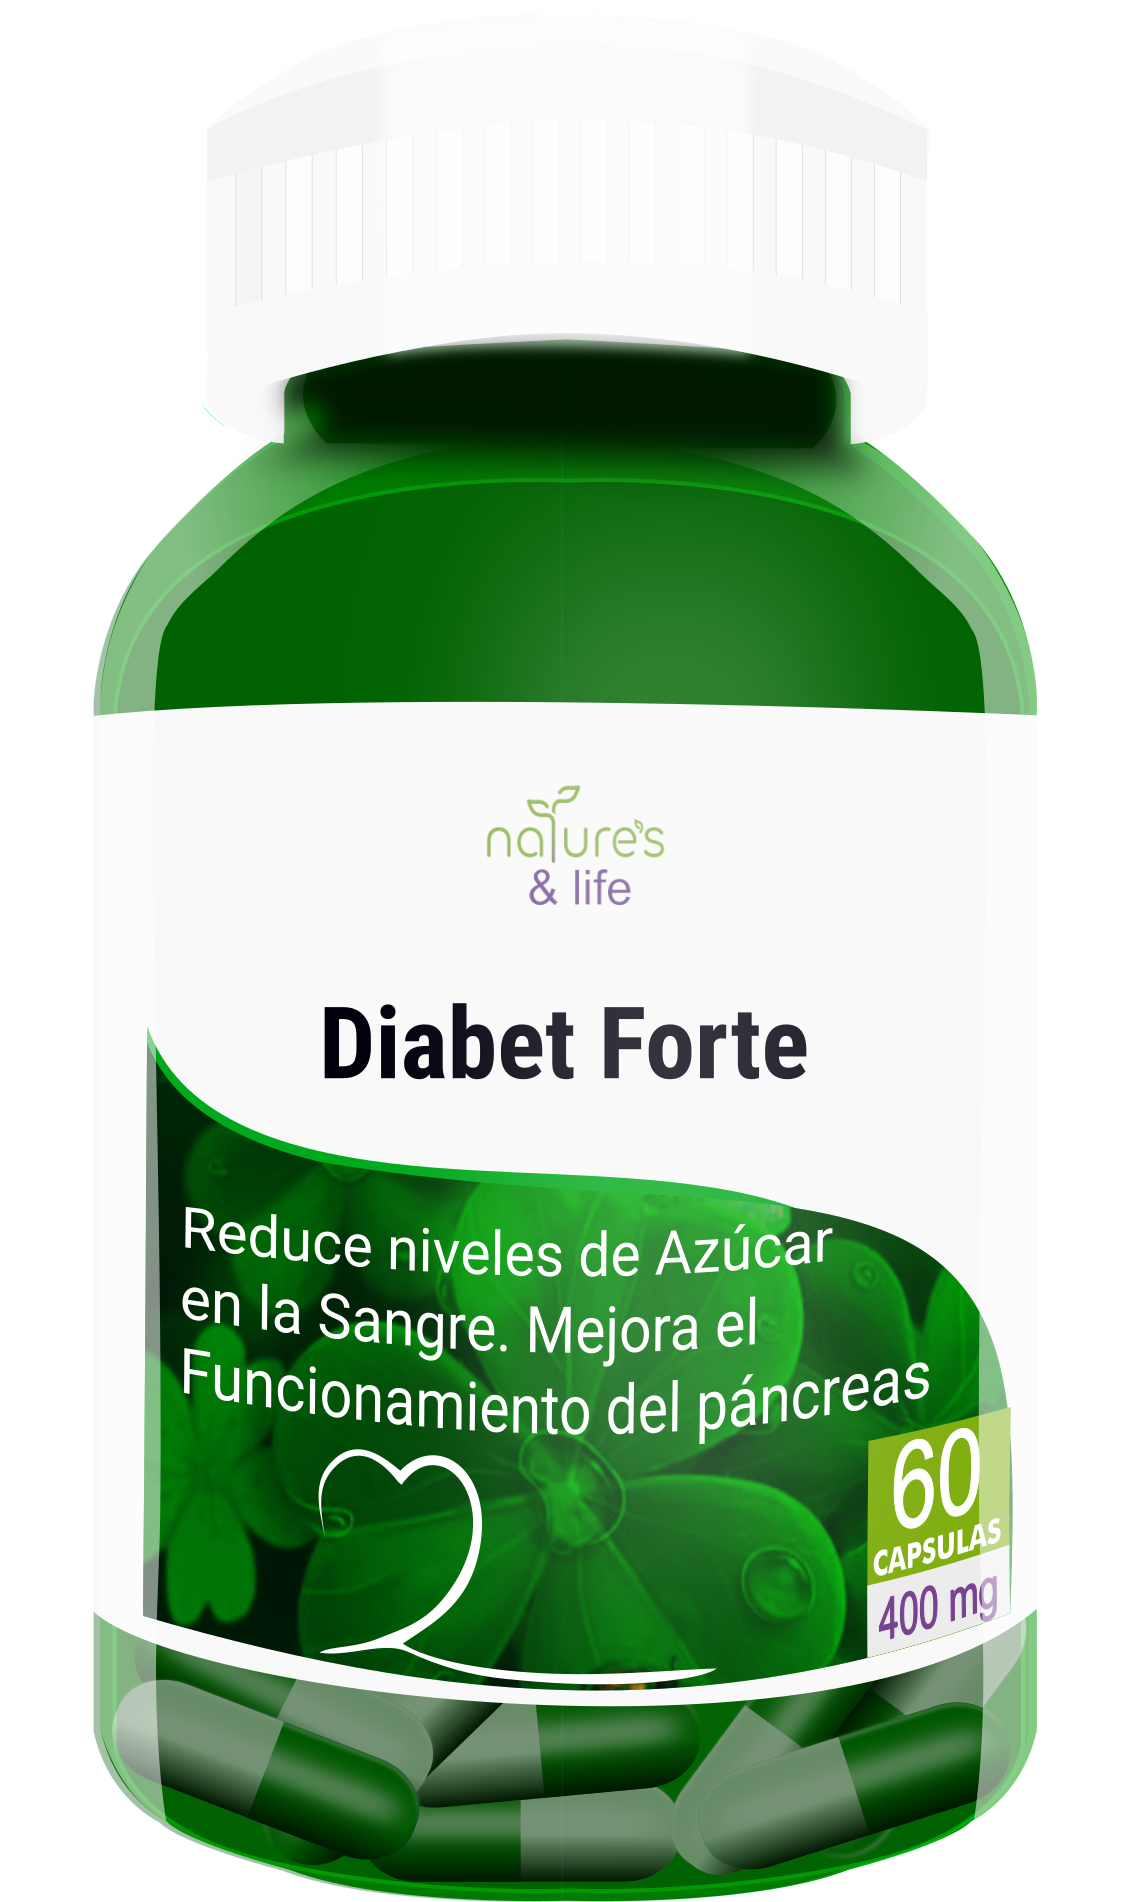 nature's
& life
Diabet Forte
Reduce niveles de Azúcar
en la Sangre. Mejora el
Funcionamiento del páncreas
60
CAPSULAS
400 mg